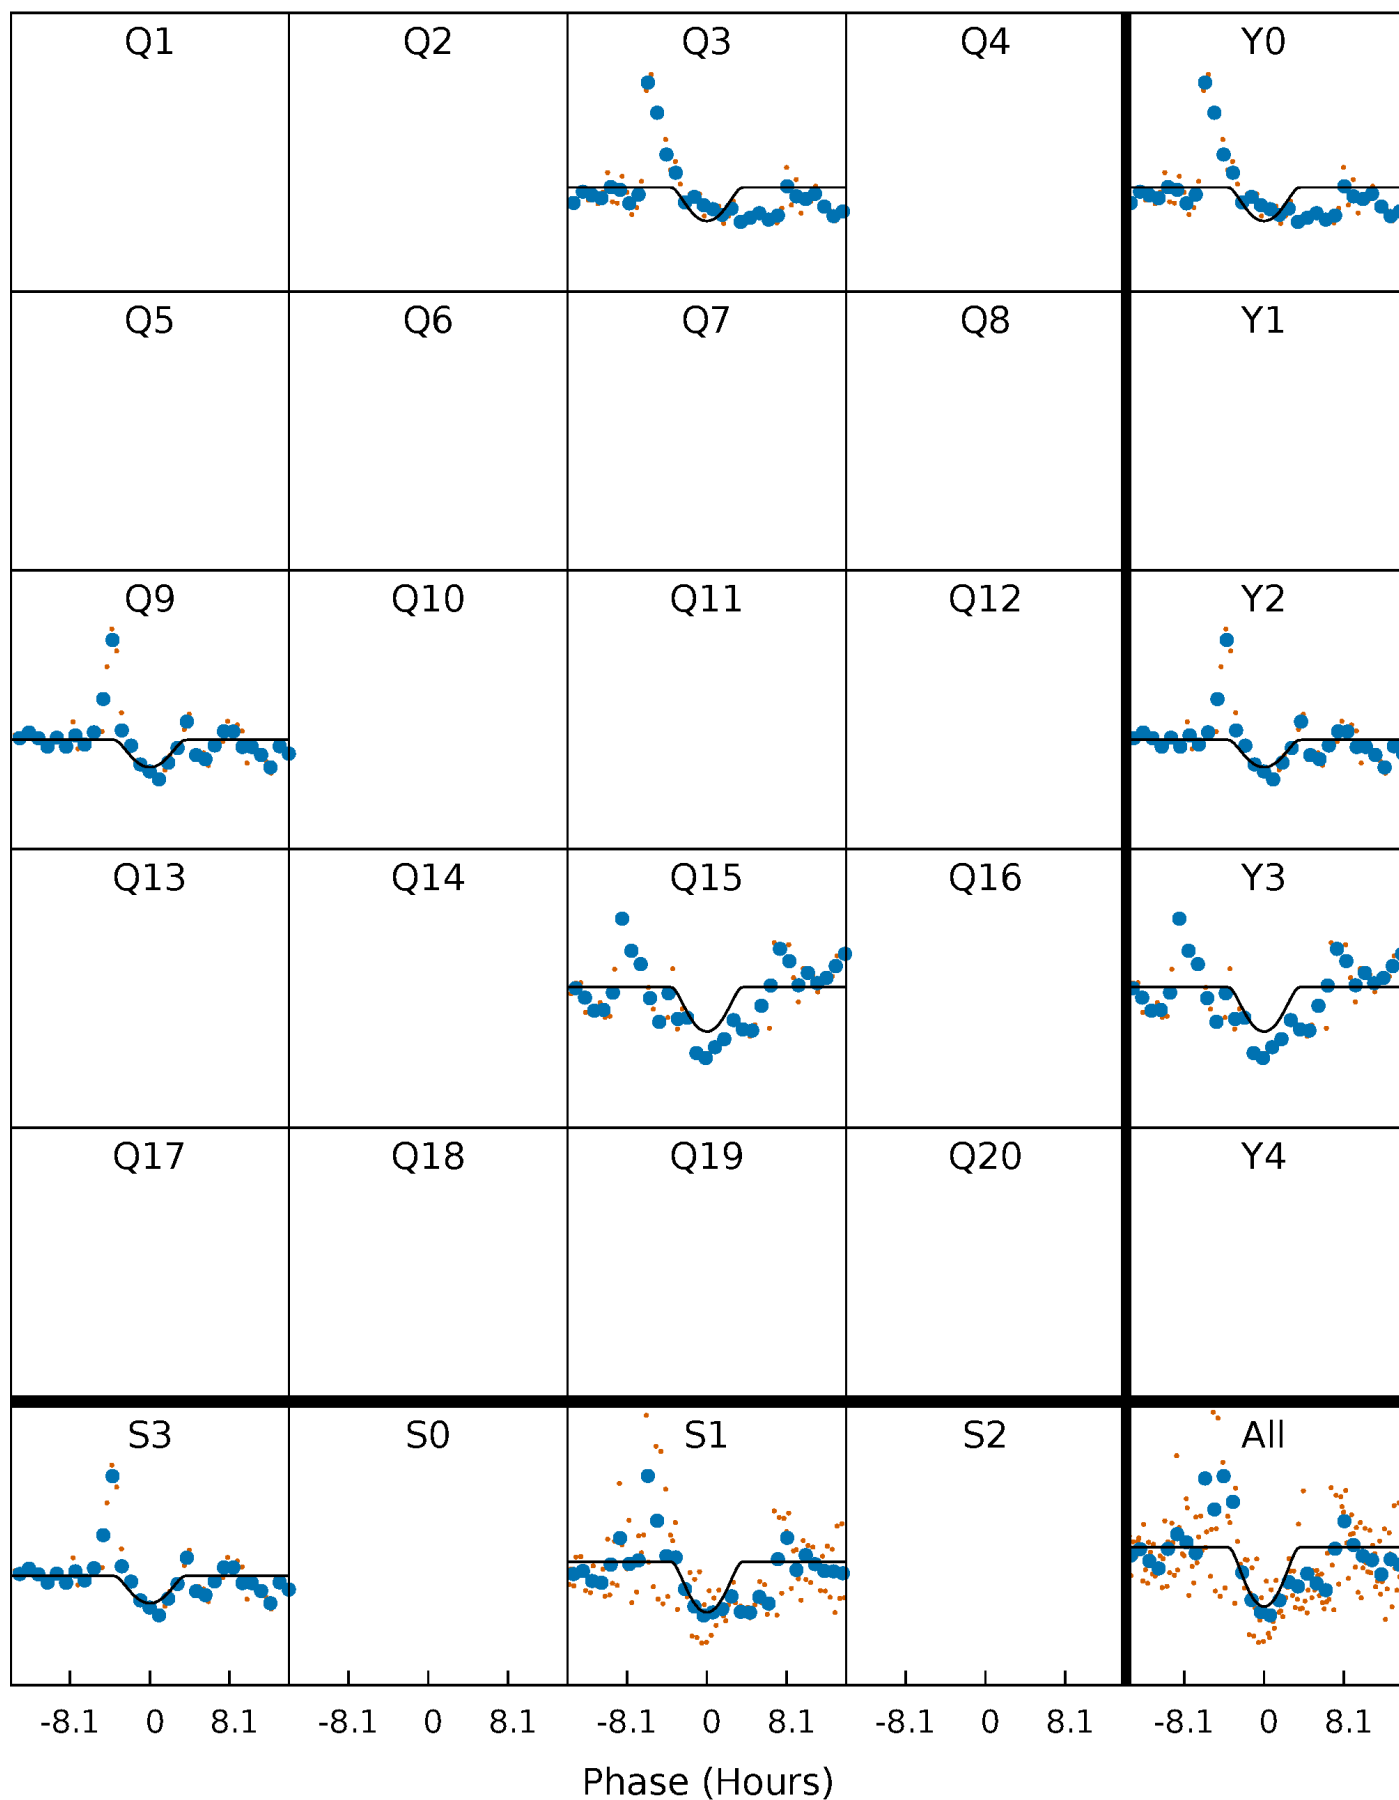 Q1 Q2 Q3 Q4 Y0
Q5 Q6 Q7 Q8 Y1
Q9 Q10 Q11 Q12 Y2
Q13 Q14 Q15 Q16 Y3
Q17 Q18 Q19 Q20 Y4
S3 S0 S1 S2 All
-8.1 0 8.1 -8.1 0 8.1 -8.1 0 8.1 -8.1 0 8.1 -8.1 0 8.1
Phase (Hours)